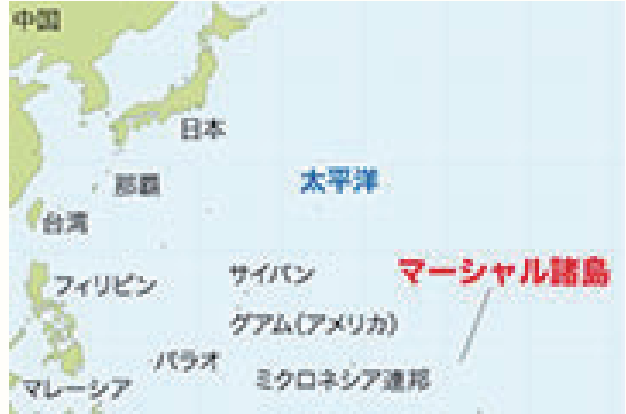 中国
日本
那覇
太平洋
台湾
フィリピン
サイパン
マーシャル諸島
グアム(アメリカ)
パラオ
ミクロネシア連邦
マレーシア